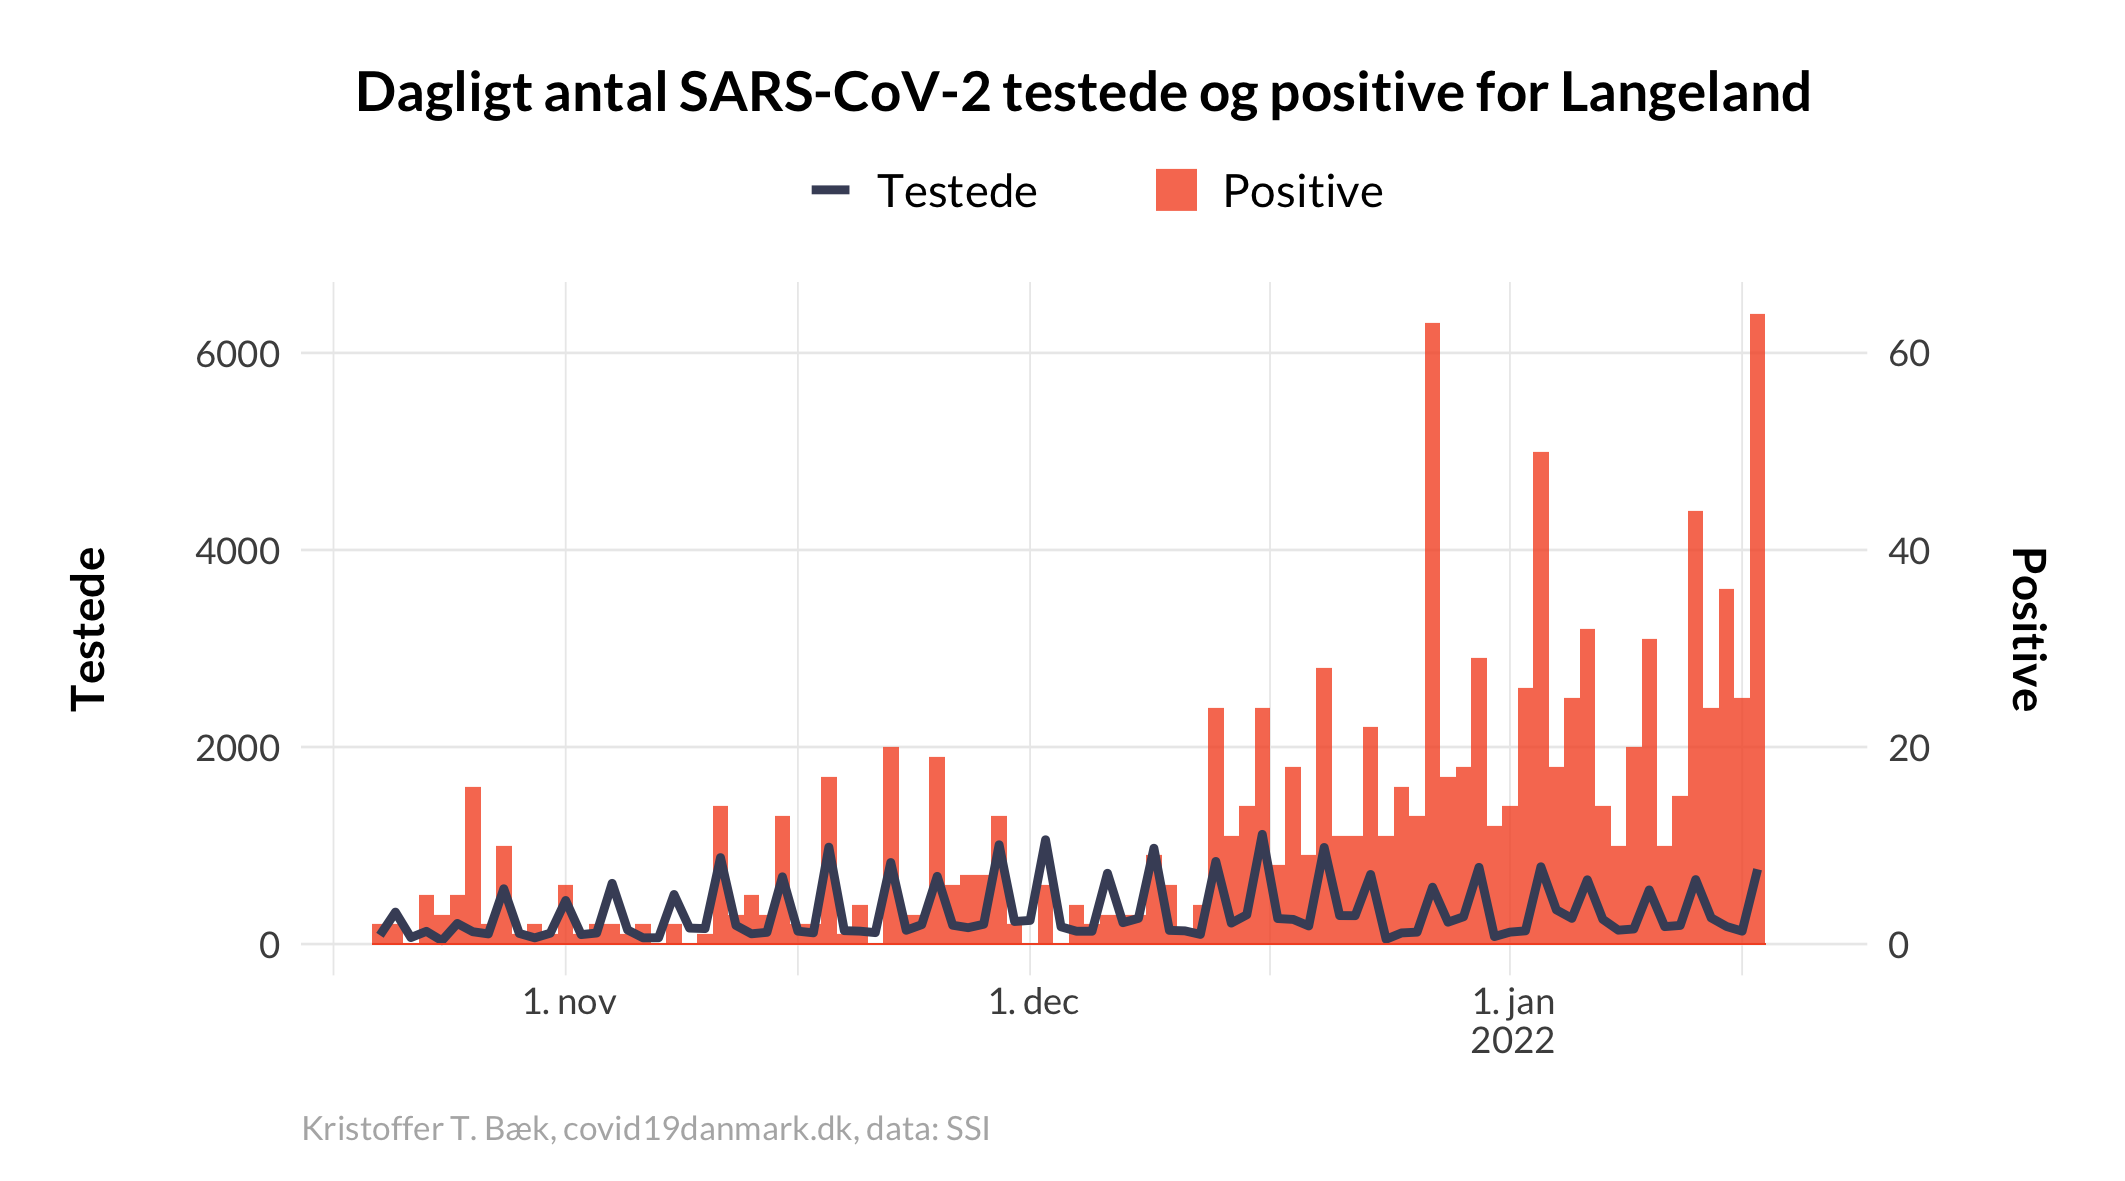 Dagligt antal SARS-CoV-2 testede og positive for Langeland
Testede Positive
6000 60
4000 40
2000 20
0 0
Testede
Positive
1. nov 1. dec 1. jan
2022
Kristoffer T. Bæk, covid19danmark.dk, data: SSI